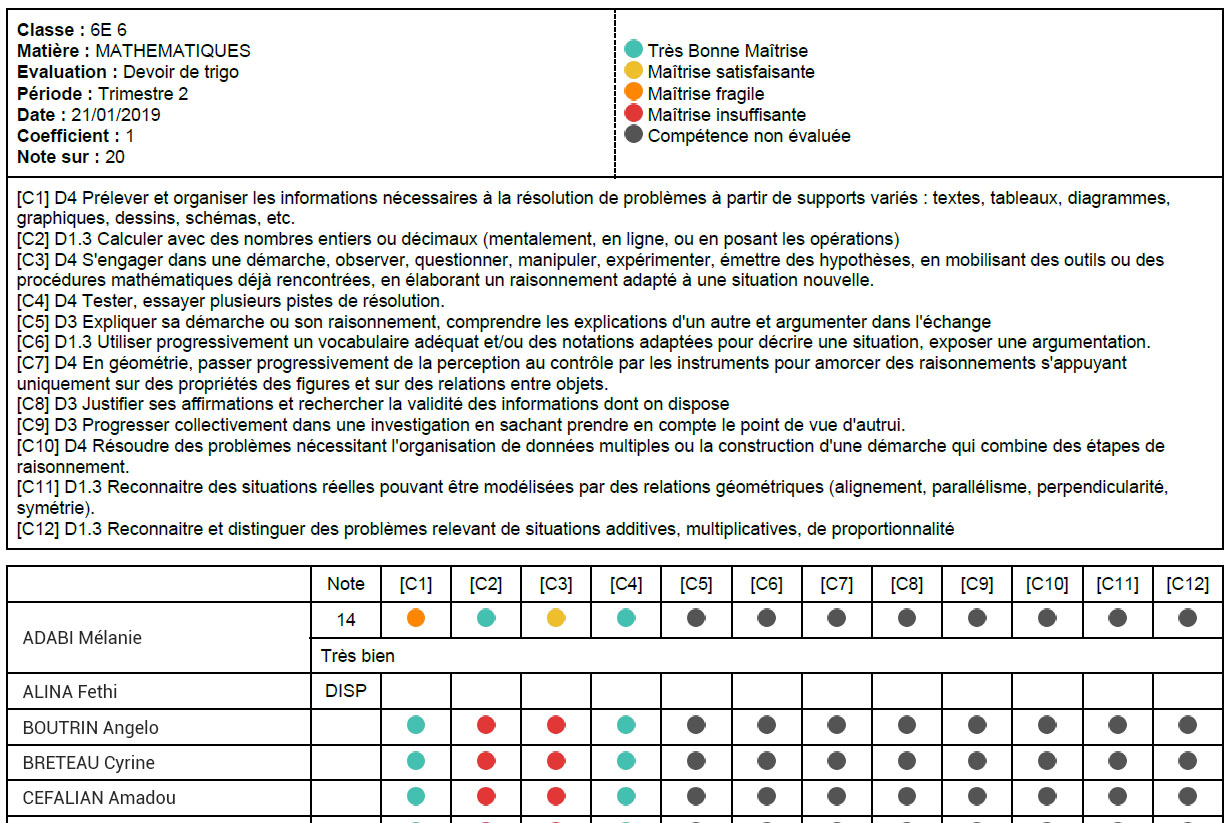 Classe : 6E 6
Matière : MATHEMATIQUES
Evaluation : Devoir de trigo
Période : Trimestre 2
Date : 21/01/2019
Coefficient : 1
Note sur : 20
Très Bonne Maîtrise
Maîtrise satisfaisante
Maîtrise fragile
Maîtrise insuffisante
Compétence non évaluée
[C1] D4 Prélever et organiser les informations nécessaires à la résolution de problèmes à partir de supports variés : textes, tableaux, diagrammes,
graphiques, dessins, schémas, etc.
[C2] D1.3 Calculer avec des nombres entiers ou décimaux (mentalement, en ligne, ou en posant les opérations)
[C3] D4 S'engager dans une démarche, observer, questionner, manipuler, expérimenter, émettre des hypothèses, en mobilisant des outils ou des
procédures mathématiques déjà rencontrées, en élaborant un raisonnement adapté à une situation nouvelle.
[C4] D4 Tester, essayer plusieurs pistes de résolution.
[C5] D3 Expliquer sa démarche ou son raisonnement, comprendre les explications d'un autre et argumenter dans l'échange
[C6] D1.3 Utiliser progressivement un vocabulaire adéquat et/ou des notations adaptées pour décrire une situation, exposer une argumentation.
[C7] D4 En géométrie, passer progressivement de la perception au contrôle par les instruments pour amorcer des raisonnements s'appuyant
uniquement sur des propriétés des figures et sur des relations entre objets.
[C8] D3 Justifier ses affirmations et rechercher la validité des informations dont on dispose
[C9] D3 Progresser collectivement dans une investigation en sachant prendre en compte le point de vue d'autrui.
[C10] D4 Résoudre des problèmes nécessitant l'organisation de données multiples ou la construction d'une démarche qui combine des étapes de
raisonnement.
[C11] D1.3 Reconnaitre des situations réelles pouvant être modélisées par des relations géométriques (alignement, parallélisme, perpendicularité,
symétrie).
[C12] D1.3 Reconnaitre et distinguer des problèmes relevant de situations additives, multiplicatives, de proportionnalité
Note [C1] [C2] [C3] [C4] [C5] [C6] [C7] [C8] [C9] [C10] [C11] [C12]
ADABI Mélanie 14
Très bien
ALINA Fethi DISP
BOUTRIN Angelo
BRETEAU Cyrine
CEFALIAN Amadou